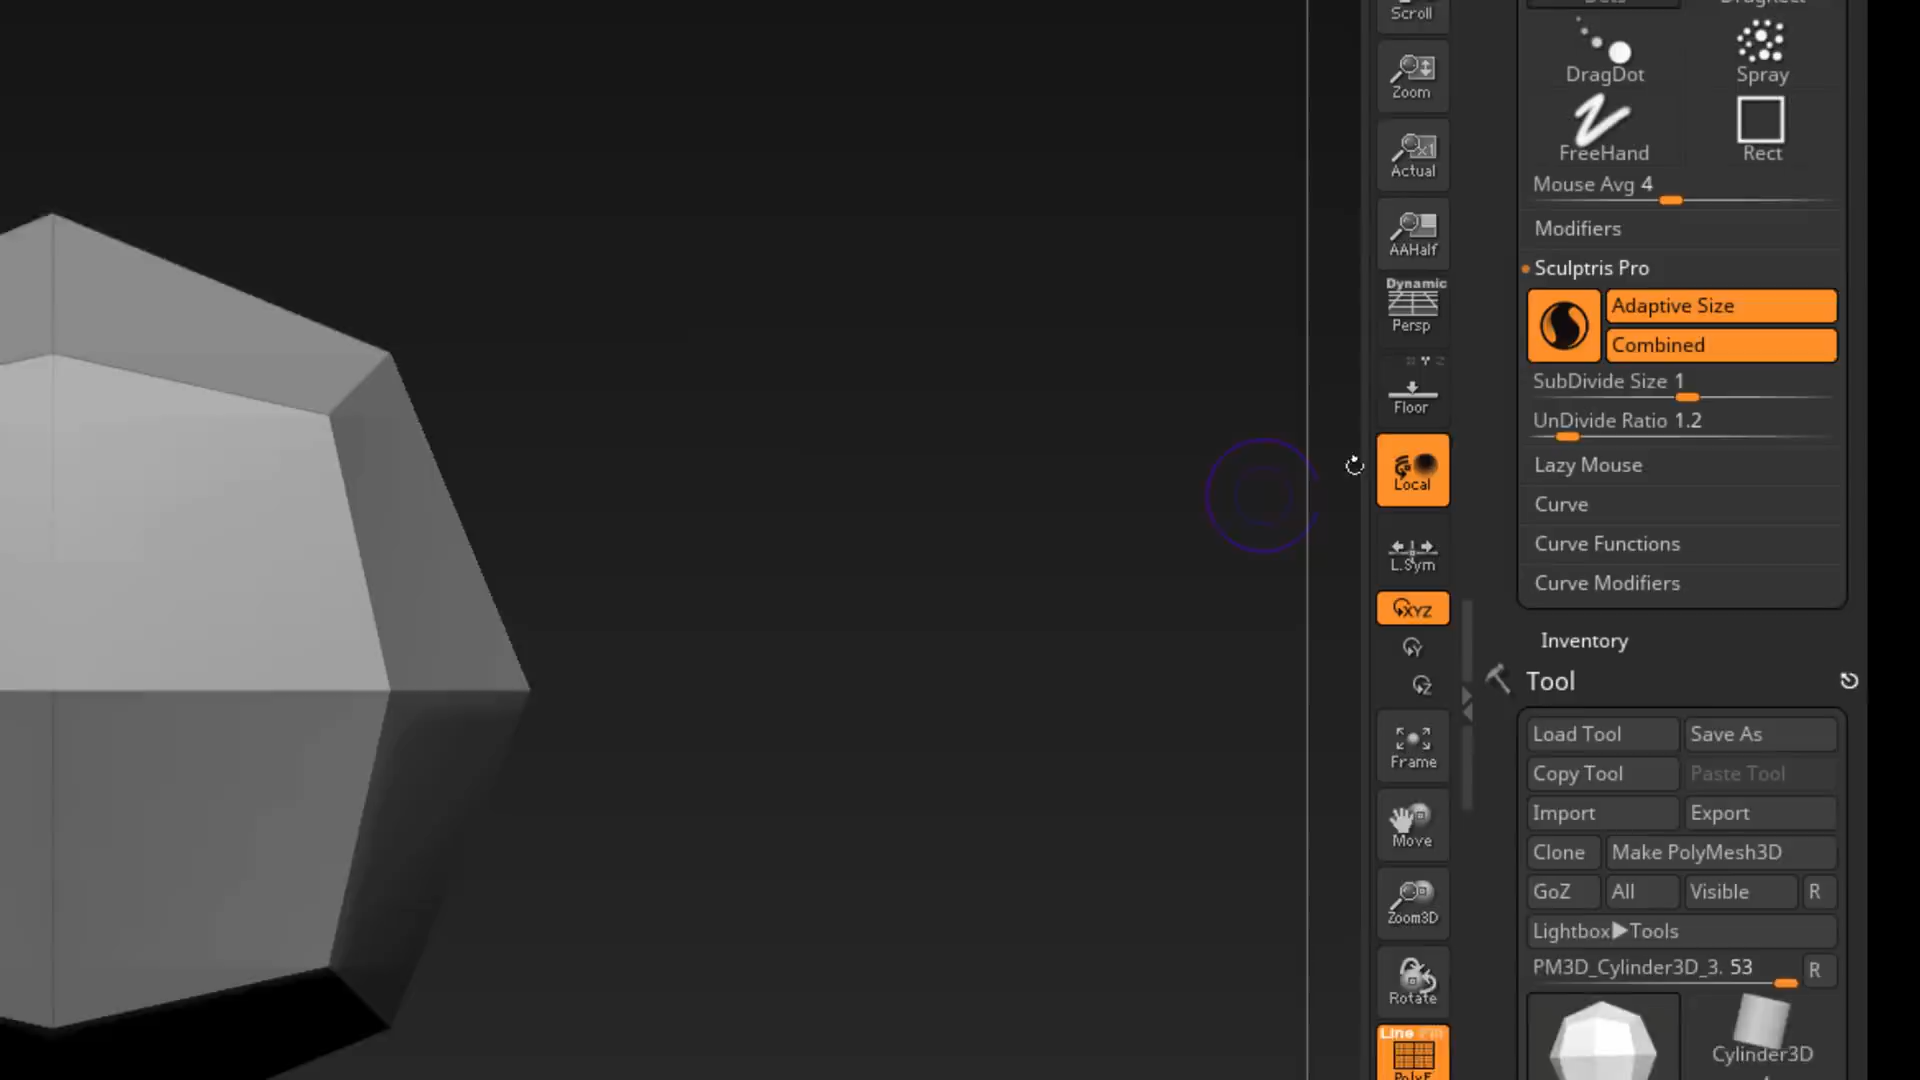 Scroll
Zoom
x1
Actual
AAHalf
Dynamic
Persp
Y Z
Floor
Local
L.Sym
XYZ
Y
Z
Frame
Move
Zoom3D
Rotate
Line
PolyF
DragDot
Spray
FreeHand
Rect
Mouse Avg 4
Modifiers
Sculptris Pro
Adaptive Size
Combined
SubDivide Size 1
UnDivide Ratio 1.2
Lazy Mouse
Curve
Curve Functions
Curve Modifiers
Inventory
Tool
Load Tool Save As
Copy Tool Paste Tool
Import Export
Clone Make PolyMesh3D
GoZ All Visible R
Lightbox▶Tools
PM3D_Cylinder3D_3. 53 R
Cylinder3D